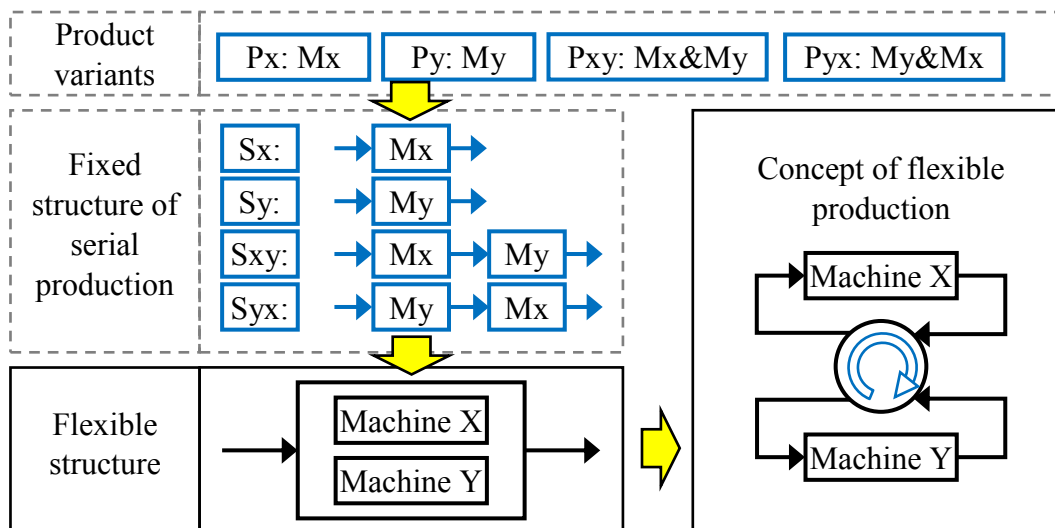 Product
variants
Px: Mx
Py: My
Pxy: Mx&My
Pyx: My&Mx
Fixed
structure of
serial
production
Sx:
Mx
Sy:
My
Sxy:
Mx
My
Syx:
My
Mx
Flexible
structure
Machine X
Machine Y
Concept of flexible
production
Machine X
Machine Y